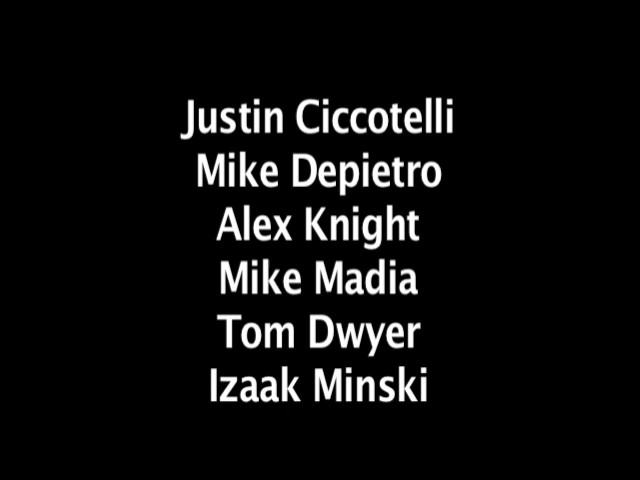 Justin Ciccotelli
Mike Depietro
Alex Knight
Mike Madia
Tom Dwyer
Izaak Minski